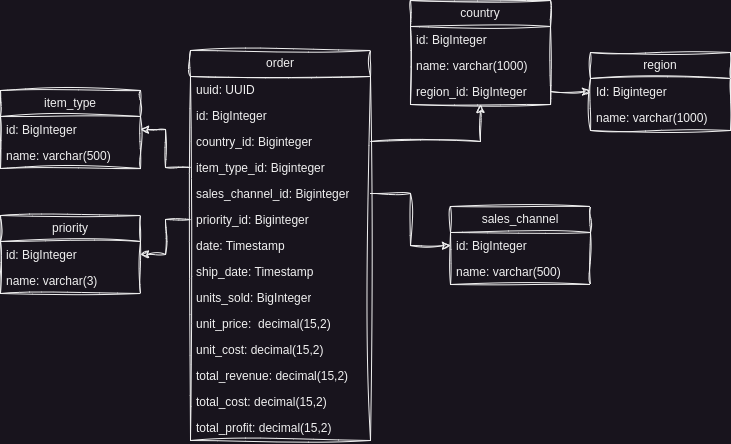 country
id: BigInteger
name: varchar(1000)
region_id: BigInteger
region
Id: Biginteger
name: varchar(1000)
order
uuid: UUID
id: BigInteger
country_id: Biginteger
item_type_id: Biginteger
sales_channel_id: Biginteger
priority_id: Biginteger
date: Timestamp
ship_date: Timestamp
units_sold: BigInteger
unit_price:  decimal(15,2)
unit_cost: decimal(15,2)
total_revenue: decimal(15,2)
total_cost: decimal(15,2)
total_profit: decimal(15,2)
item_type
id: BigInteger
name: varchar(500)
priority
id: BigInteger
name: varchar(3)
sales_channel
id: BigInteger
name: varchar(500)